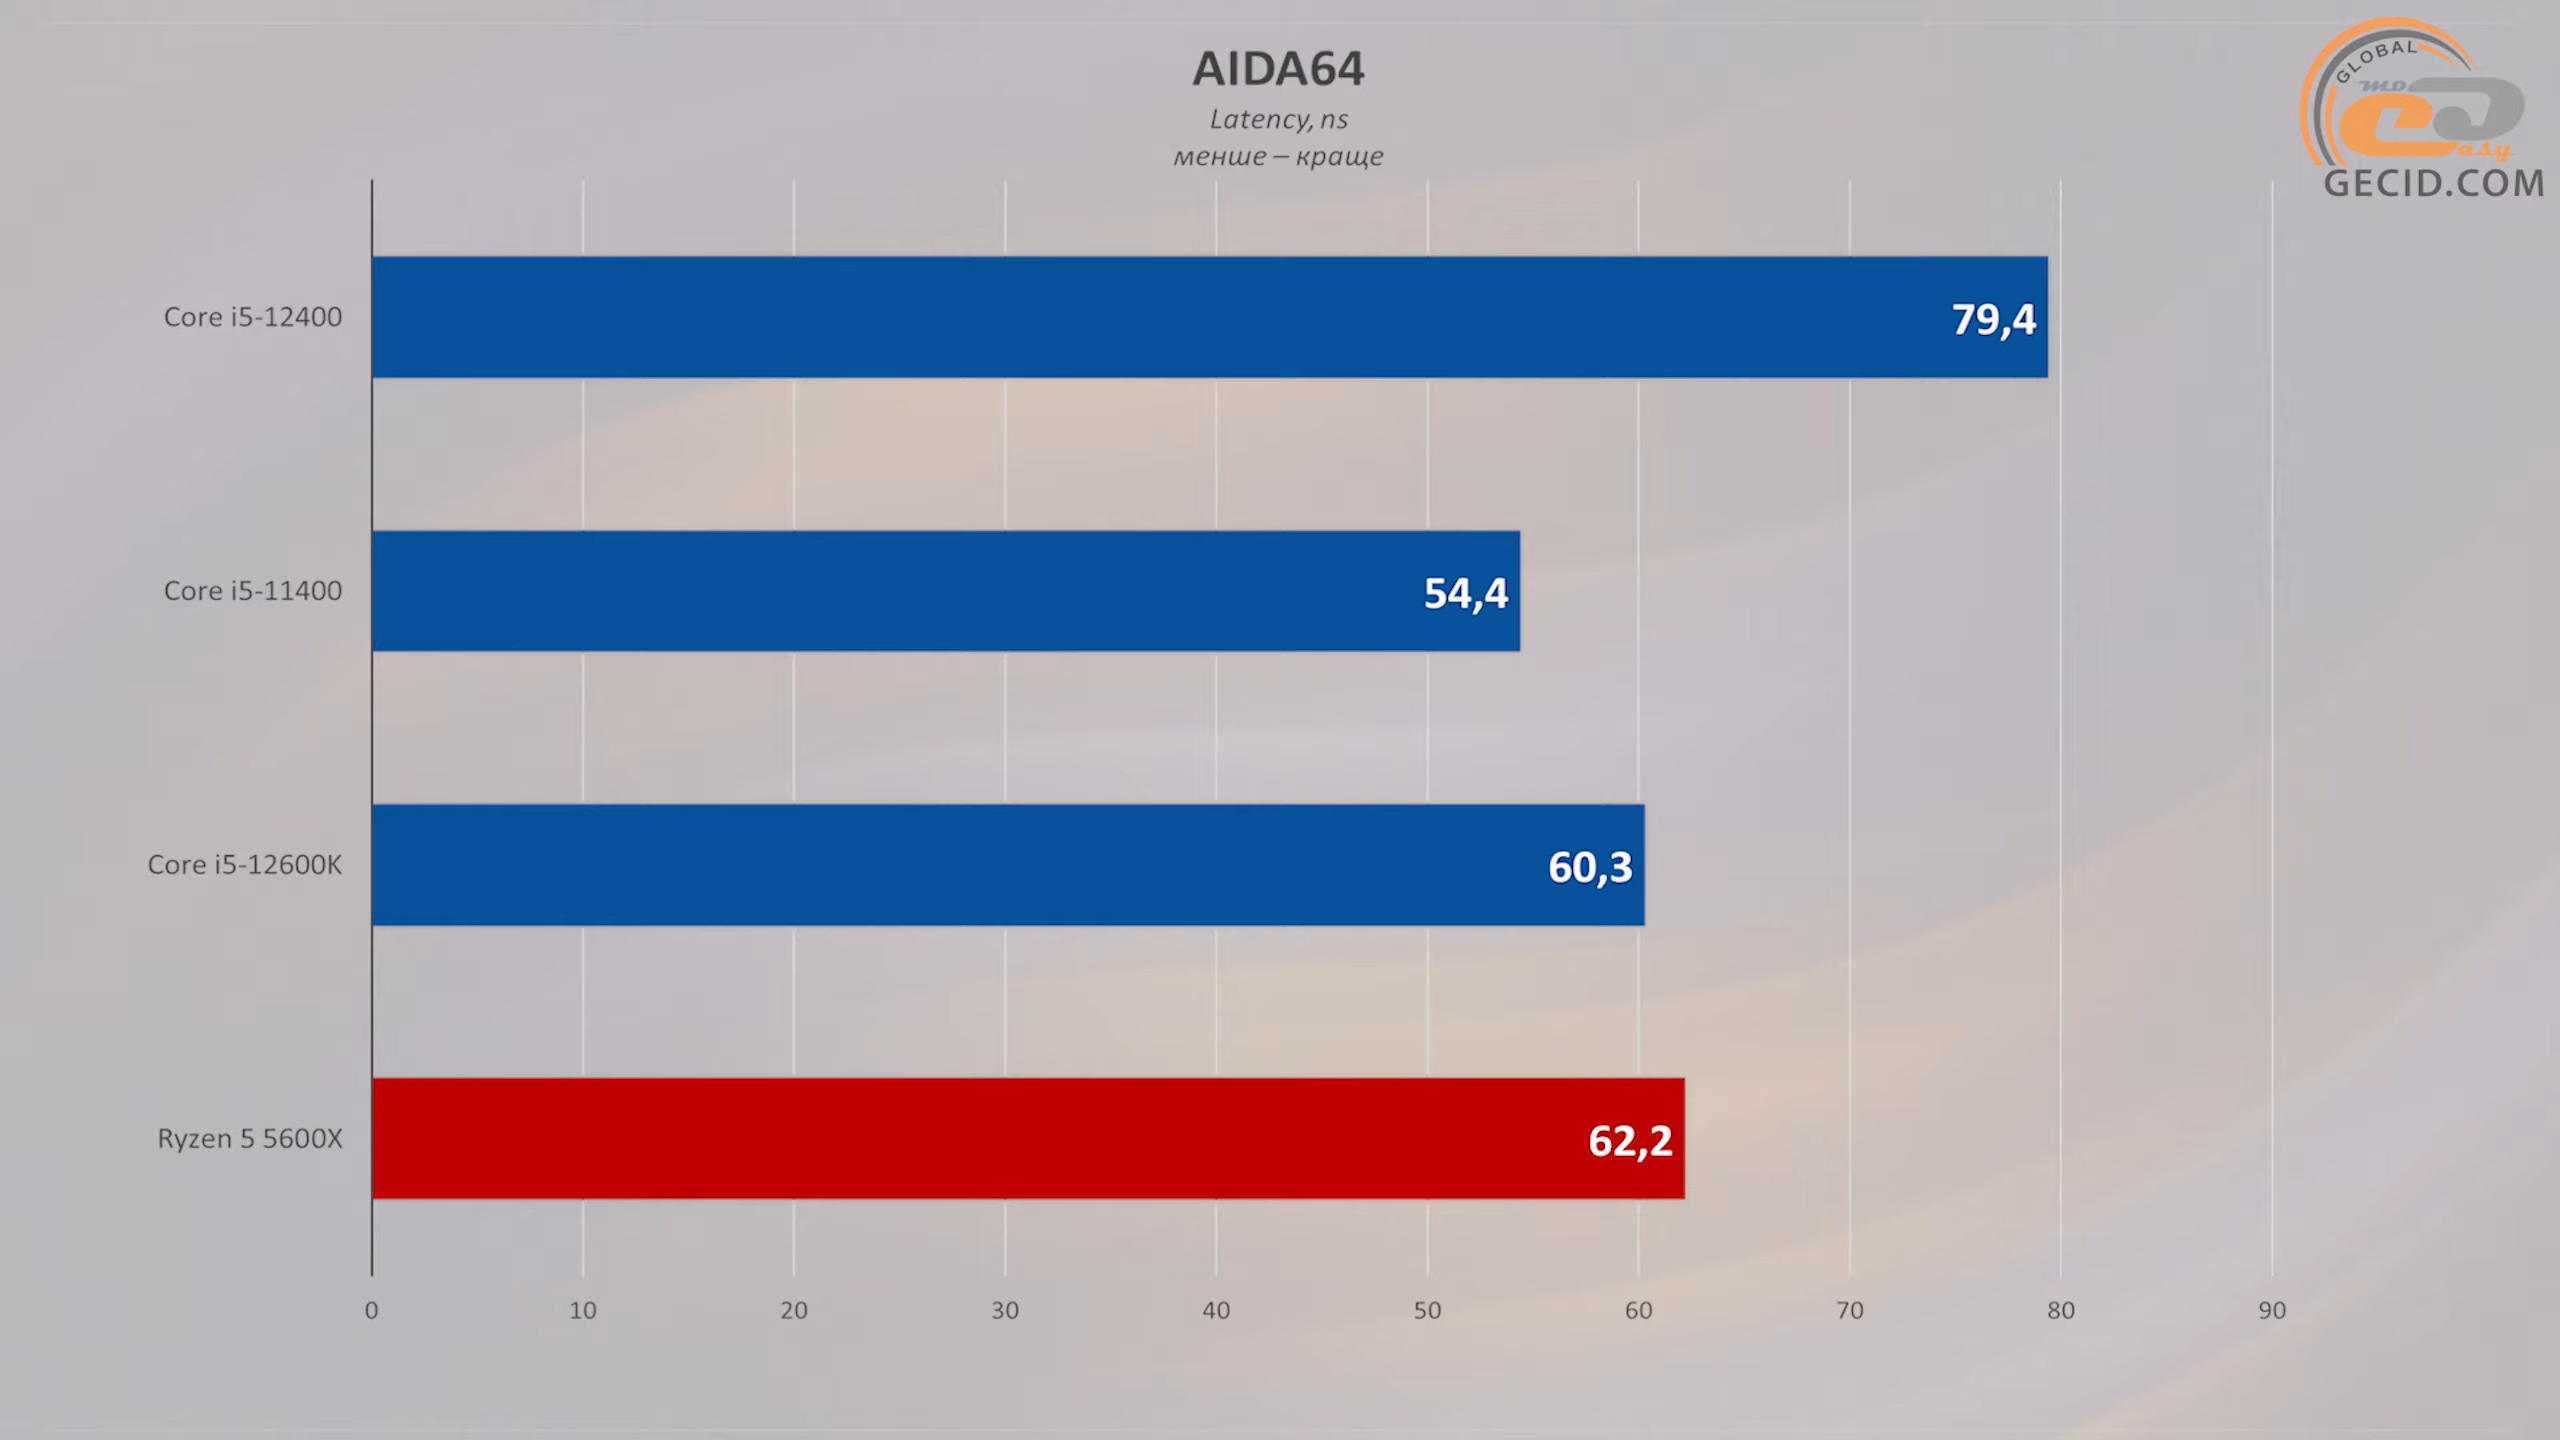 AIDA64
Latency, ns
менше – краще
GLOBAL
easy
GECID.COM
Core i5-12400
79,4
Core i5-11400
54,4
Core i5-12600K
60,3
Ryzen 5 5600X
62,2
0 10 20 30 40 50 60 70 80 90